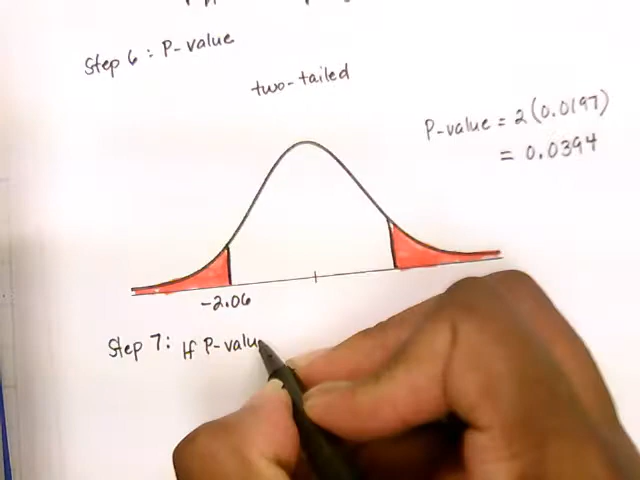 Step 6: P-value
two-tailed
P-value = 2(0.0197)
= 0.0394
-2.06
Step 7: If P-valu